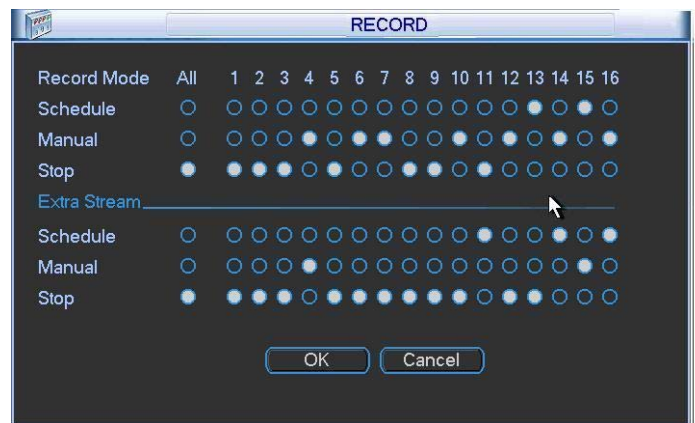 RECORD
Record Mode All 1 2 3 4 5 6 7 8 9 10 11 12 13 14 15 16
Schedule
Manual
Stop
Extra Stream
Schedule
Manual
Stop
OK Cancel